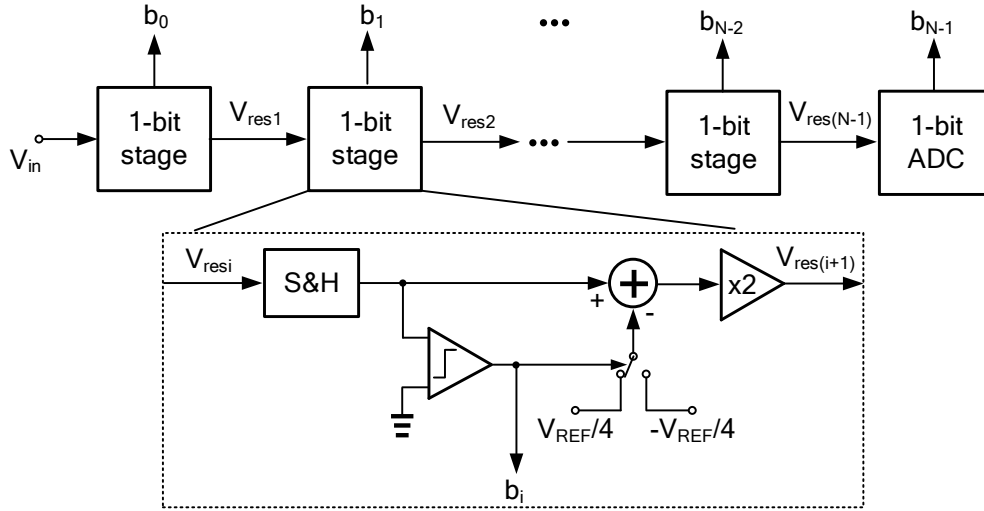 b0 b1 ••• bN-2 bN-1
Vin 1-bit stage Vres1 1-bit stage Vres2 ••• 1-bit stage Vres(N-1) 1-bit ADC
Vresi S&H + + - x2 Vres(i+1)
VREF/4 -VREF/4
bi